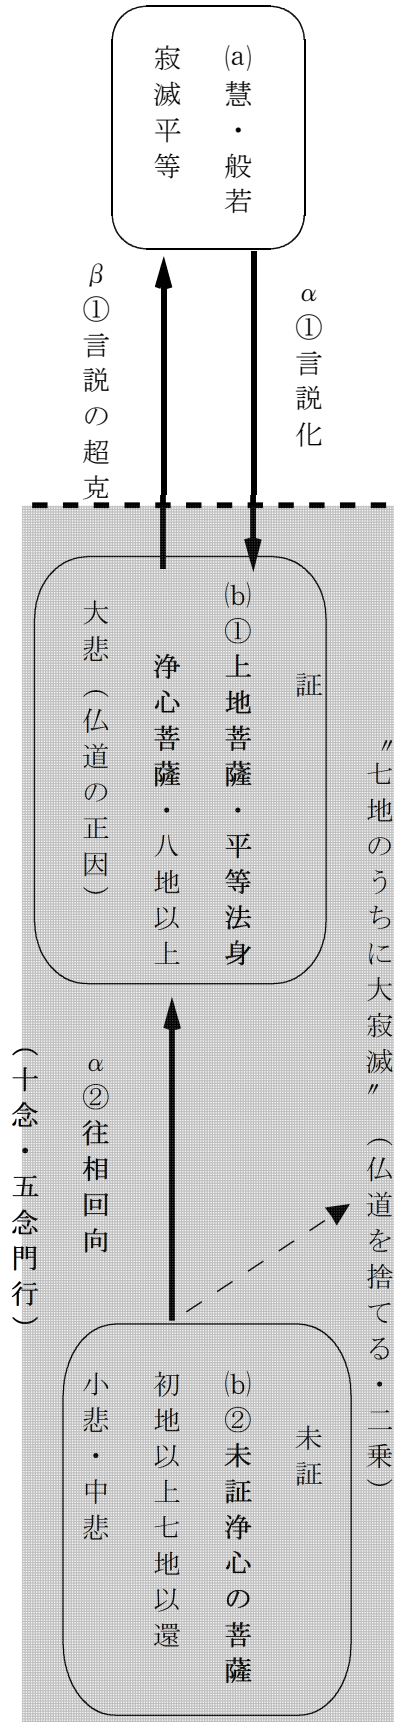 (a)慧・般若
寂滅平等
α①言説化
β①言説の超克
証
(b)①上地菩薩・平等法身
浄心菩薩・八地以上
大悲（仏道の正因）
〝七地のうちに大寂滅〟（仏道を捨てる・二乗）
α②往相回向
（十念・五念門行）
未証
(b)②未証浄心の菩薩
初地以上七地以還
小悲・中悲